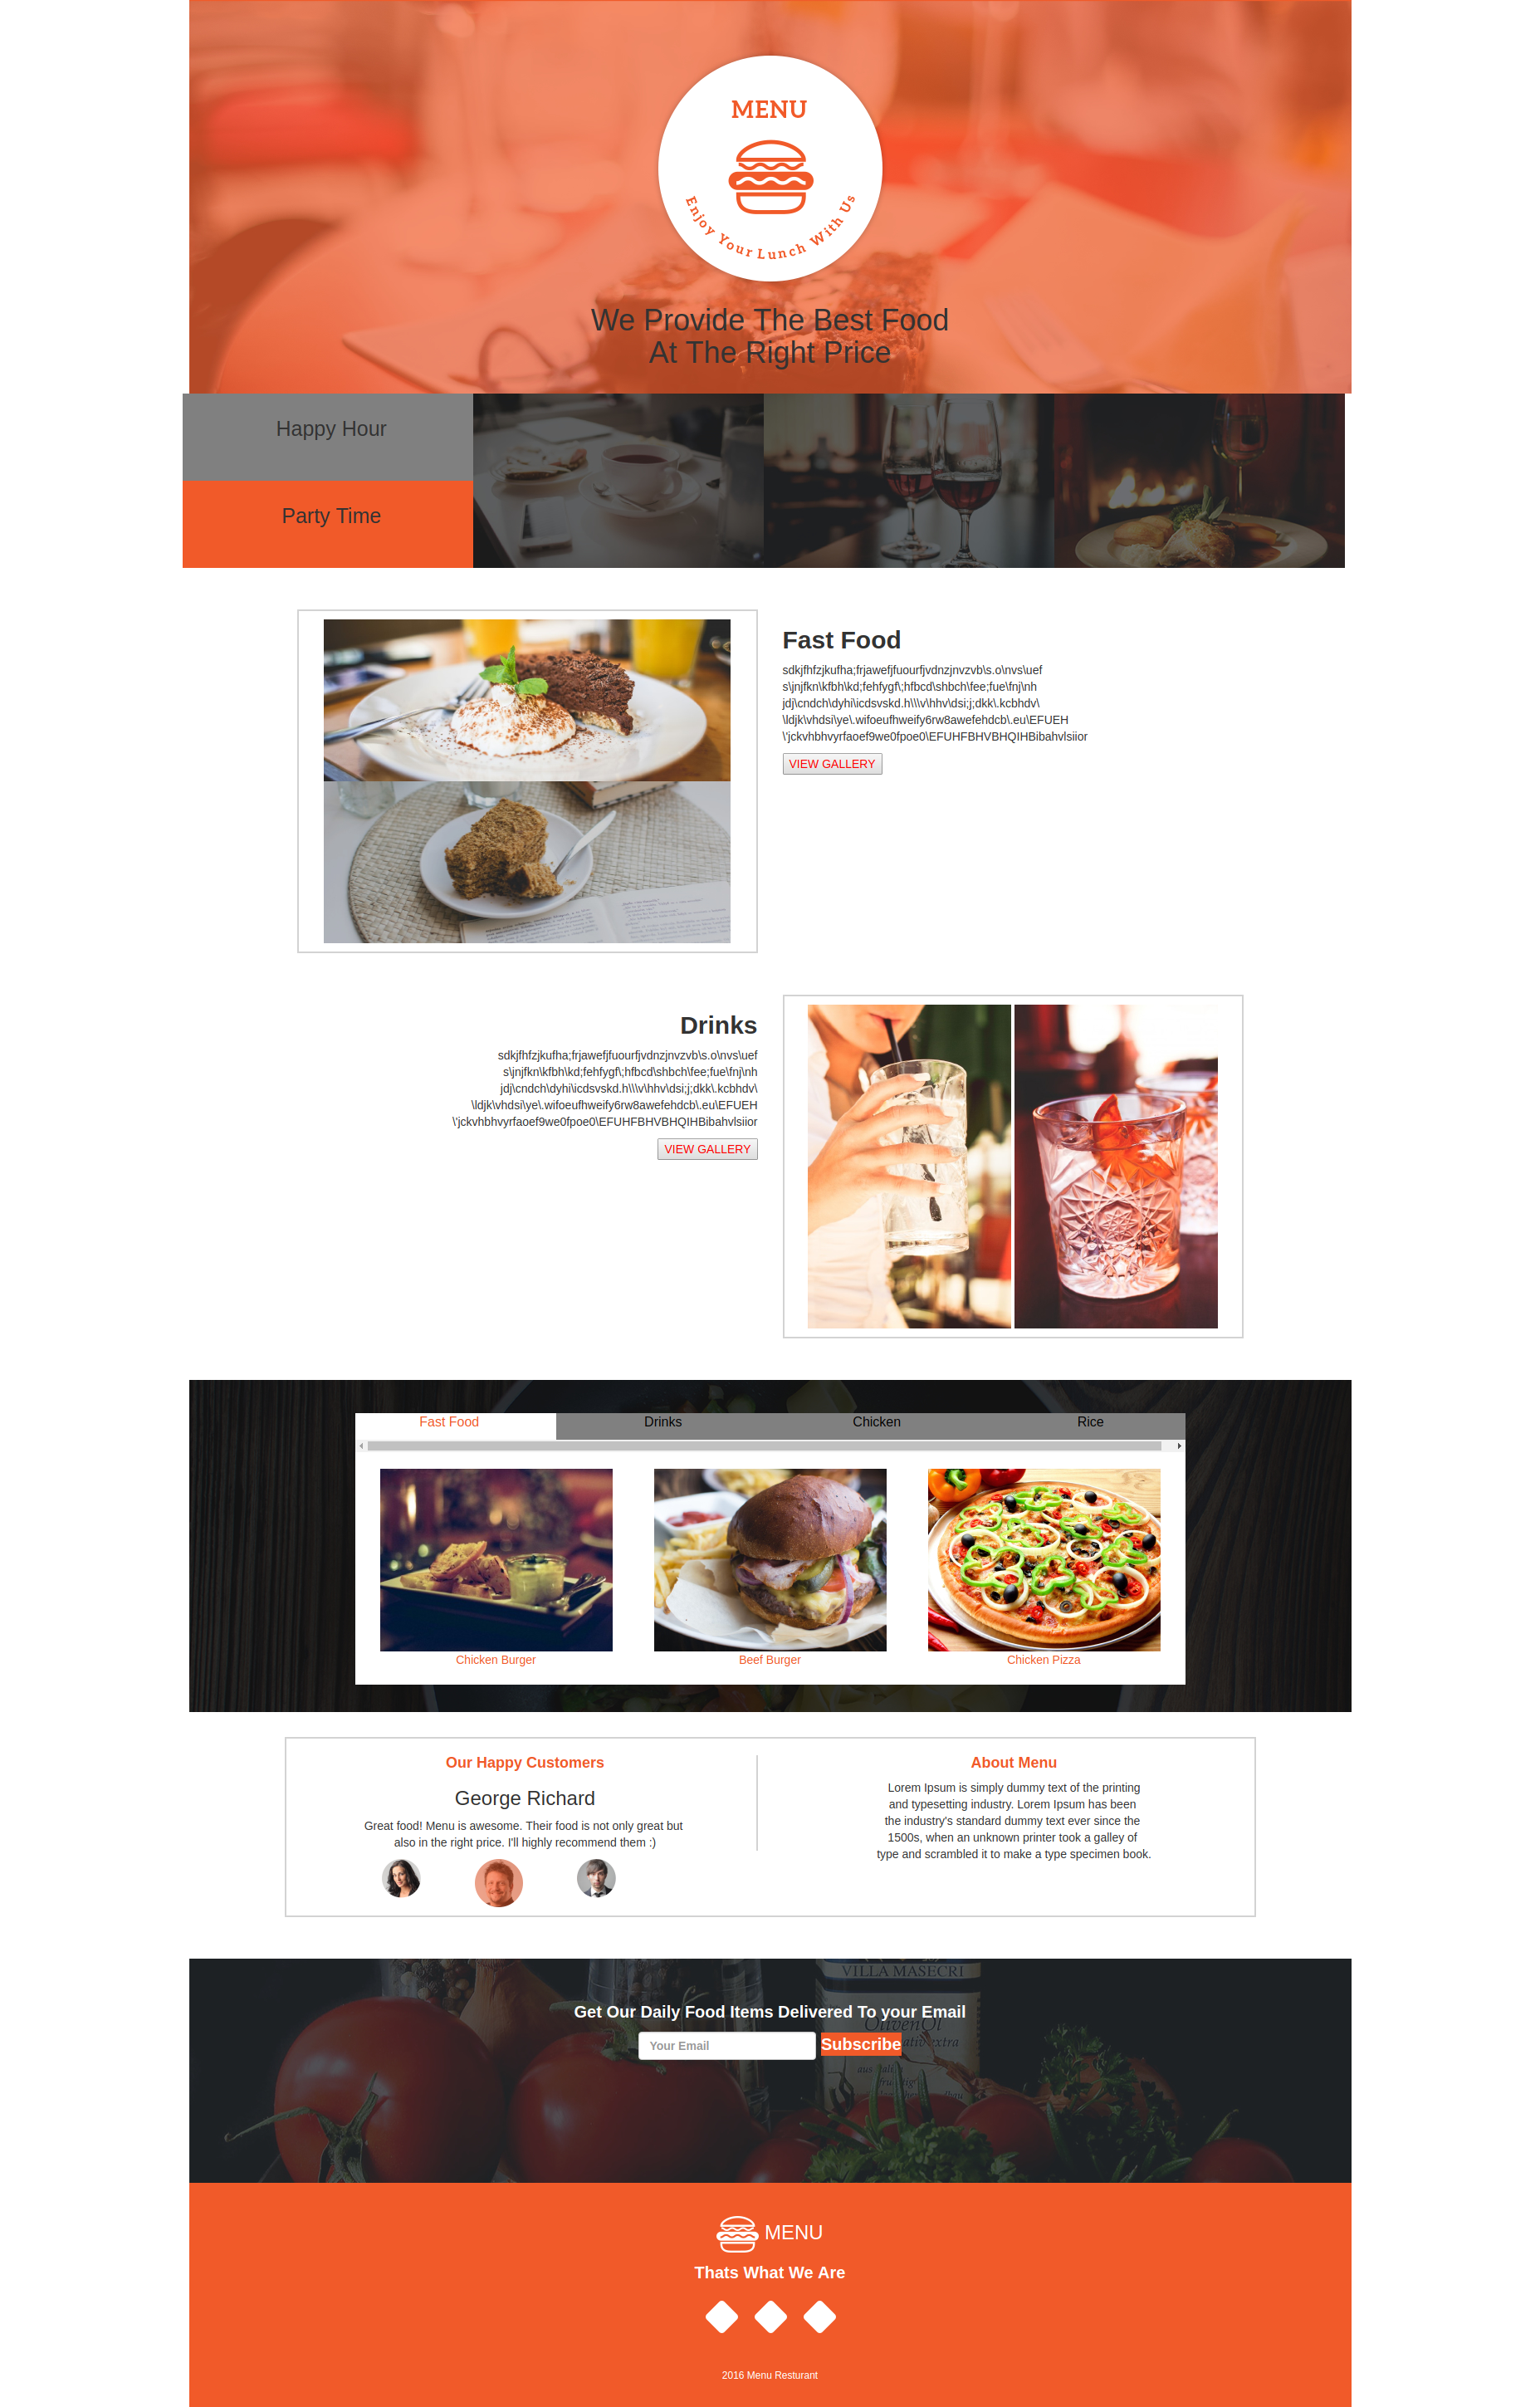 MENU
Enjoy Your Lunch With Us
We Provide The Best Food
At The Right Price
Happy Hour
Party Time
Fast Food
sdkjfhfzjkufha;frjawefjfuourfjvdnzjnvzvb\s.o\nvs\uef
s\jnjfkn\kfbh\kd;fehfygf\;hfbcd\shbch\fee;fue\fnj\nh
jdj\cndch\dyhi\icdsvskd.h\\\v\hhv\dsi;j;dkk\.kcbhdv\
\ldjk\vhdsi\ye\.wifoeufhweify6rw8awefehdcb\.eu\EFUEH
\'jckvhbhvyrfaoef9we0fpoe0\EFUHFBHVBHQIHBibahvlsiior
VIEW GALLERY
Drinks
sdkjfhfzjkufha;frjawefjfuourfjvdnzjnvzvb\s.o\nvs\uef
s\jnjfkn\kfbh\kd;fehfygf\;hfbcd\shbch\fee;fue\fnj\nh
jdj\cndch\dyhi\icdsvskd.h\\\v\hhv\dsi;j;dkk\.kcbhdv\
\ldjk\vhdsi\ye\.wifoeufhweify6rw8awefehdcb\.eu\EFUEH
\'jckvhbhvyrfaoef9we0fpoe0\EFUHFBHVBHQIHBibahvlsiior
VIEW GALLERY
Fast Food Drinks Chicken Rice
Chicken Burger Beef Burger Chicken Pizza
Our Happy Customers
George Richard
Great food! Menu is awesome. Their food is not only great but
also in the right price. I'll highly recommend them :)
About Menu
Lorem Ipsum is simply dummy text of the printing
and typesetting industry. Lorem Ipsum has been
the industry's standard dummy text ever since the
1500s, when an unknown printer took a galley of
type and scrambled it to make a type specimen book.
VILLA MASECRI
Get Our Daily Food Items Delivered To your Email
OlivenÖl
Your Email Subscribe
extra
MENU
Thats What We Are
2016 Menu Resturant